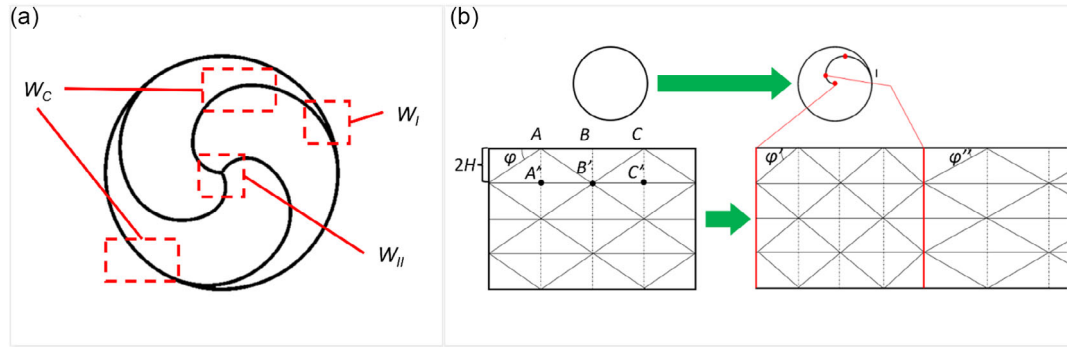 (a)
W_C
W_I
W_II
(b)
A B C
2H
φ
A' B' C'
φ' φ''